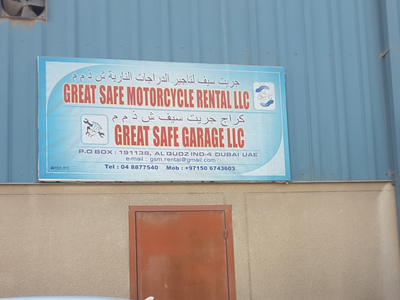 جريت سيف لتاجير الدراجات النارية ش ذ م م
GREAT SAFE MOTORCYCLE RENTAL LLC
كراج جريت سيف ش ذ م م
GREAT SAFE GARAGE LLC
P.O BOX : 191138, AL QUOZ IND-4, DUBAI UAE
e-mail : gsm.rental@gmail.com
Tel : 04 8877540 Mob : +97150 6743603